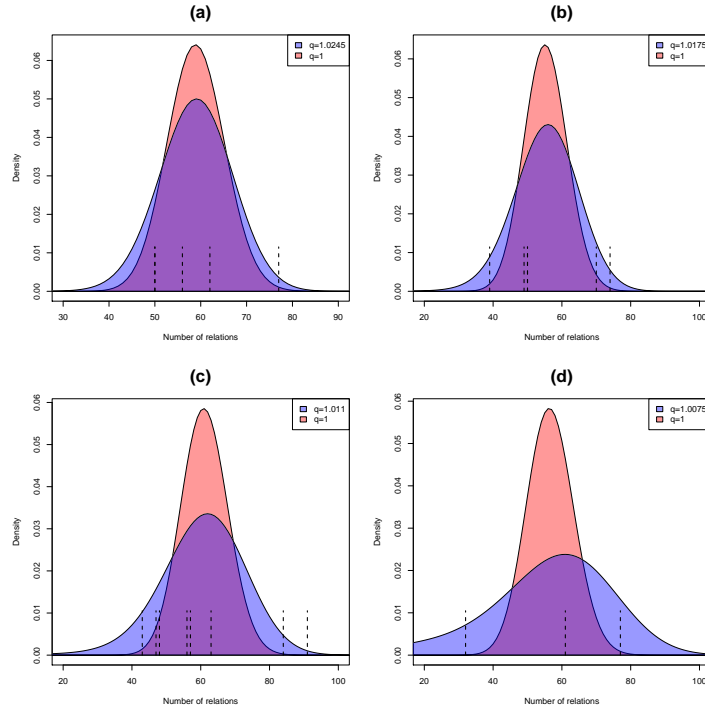 (a)
q=1.0245
q=1
0.06
0.05
0.04
0.03
0.02
0.01
0.00
Density
30 40 50 60 70 80 90
Number of relations
(b)
q=1.0175
q=1
0.06
0.05
0.04
0.03
0.02
0.01
0.00
Density
20 40 60 80 100
Number of relations
(c)
q=1.011
q=1
0.06
0.05
0.04
0.03
0.02
0.01
0.00
Density
20 40 60 80 100
Number of relations
(d)
q=1.0075
q=1
0.06
0.05
0.04
0.03
0.02
0.01
0.00
Density
20 40 60 80 100
Number of relations